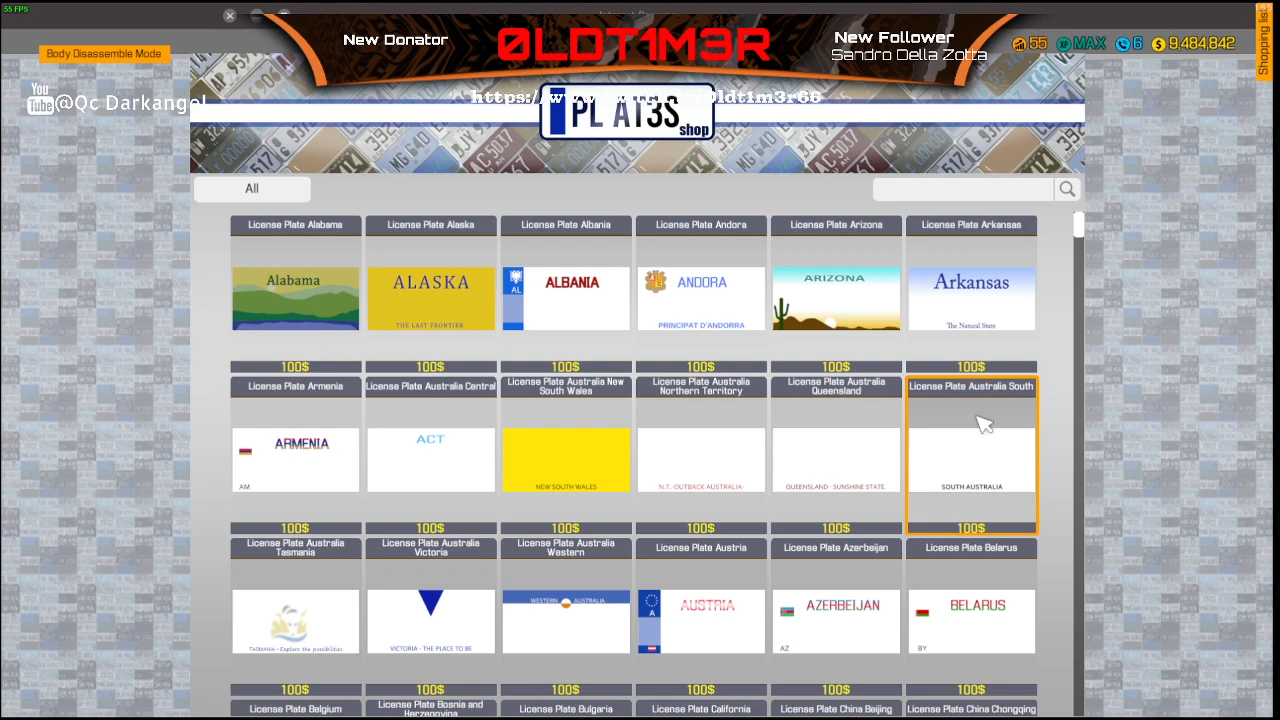 55 FPS
New Donator
0LDT1M3R
New Follower
Sandro Della Zotta
55
XP MAX
6
$ 9,484,842
Shopping list
Body Disassemble Mode
You
Tube @Qc Darkangel
PL AT3S
shop
All
License Plate Alabama
License Plate Alaska
License Plate Albania
License Plate Andora
License Plate Arizona
License Plate Arkansas
Alabama
ALASKA
THE LAST FRONTIER
AL
ALBANIA
ANDORA
PRINCIPAT D'ANDORRA
ARIZONA
Arkansas
The Natural State
100$
100$
100$
100$
100$
100$
License Plate Armenia
License Plate Australia Central
License Plate Australia New
South Wales
License Plate Australia
Northern Territory
License Plate Australia
Queensland
License Plate Australia South
ARMENIA
AM
ACT
NEW SOUTH WALES
N.T. -OUTBACK AUSTRALIA-
QUEENSLAND - SUNSHINE STATE.
SOUTH AUSTRALIA
100$
100$
100$
100$
100$
100$
License Plate Australia
Tasmania
License Plate Australia
Victoria
License Plate Australia
Western
License Plate Austria
License Plate Azerbeijan
License Plate Belarus
TASMANIA - Explore the possibilities
VICTORIA - THE PLACE TO BE
WESTERN AUSTRALIA
A
AUSTRIA
AZERBEIJAN
AZ
BELARUS
BY
100$
100$
100$
100$
100$
100$
License Plate Belgium
License Plate Bosnia and
Herzegovina
License Plate Bulgaria
License Plate California
License Plate China Beijing
License Plate China Chongqing